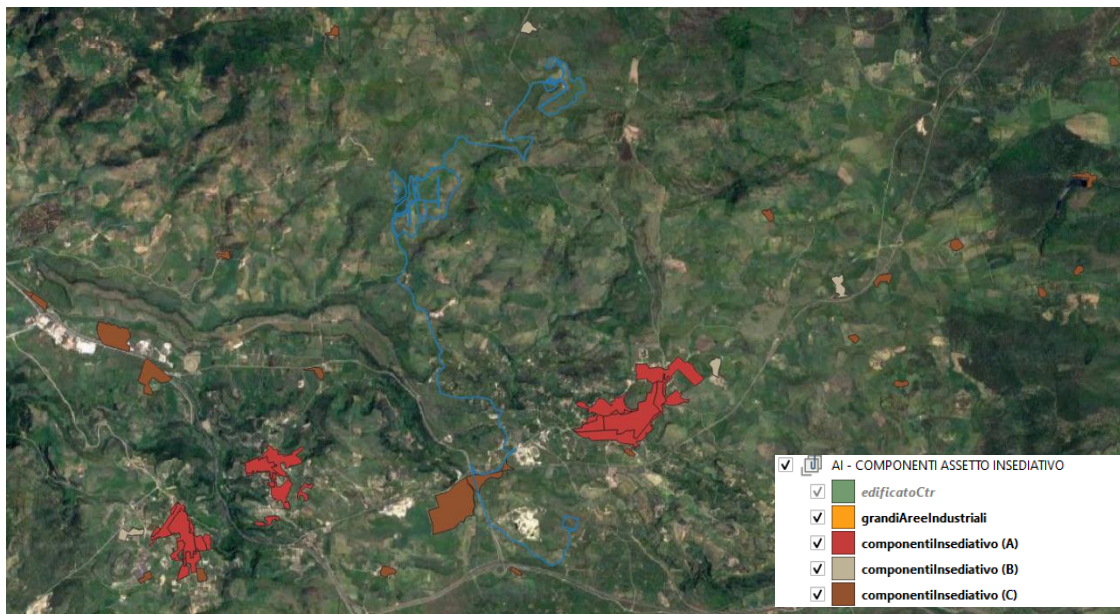 AI - COMPONENTI ASSETTO INSEDIATIVO
edificatoCtr
grandiAreeIndustriali
componentiInsediativo (A)
componentiInsediativo (B)
componentiInsediativo (C)